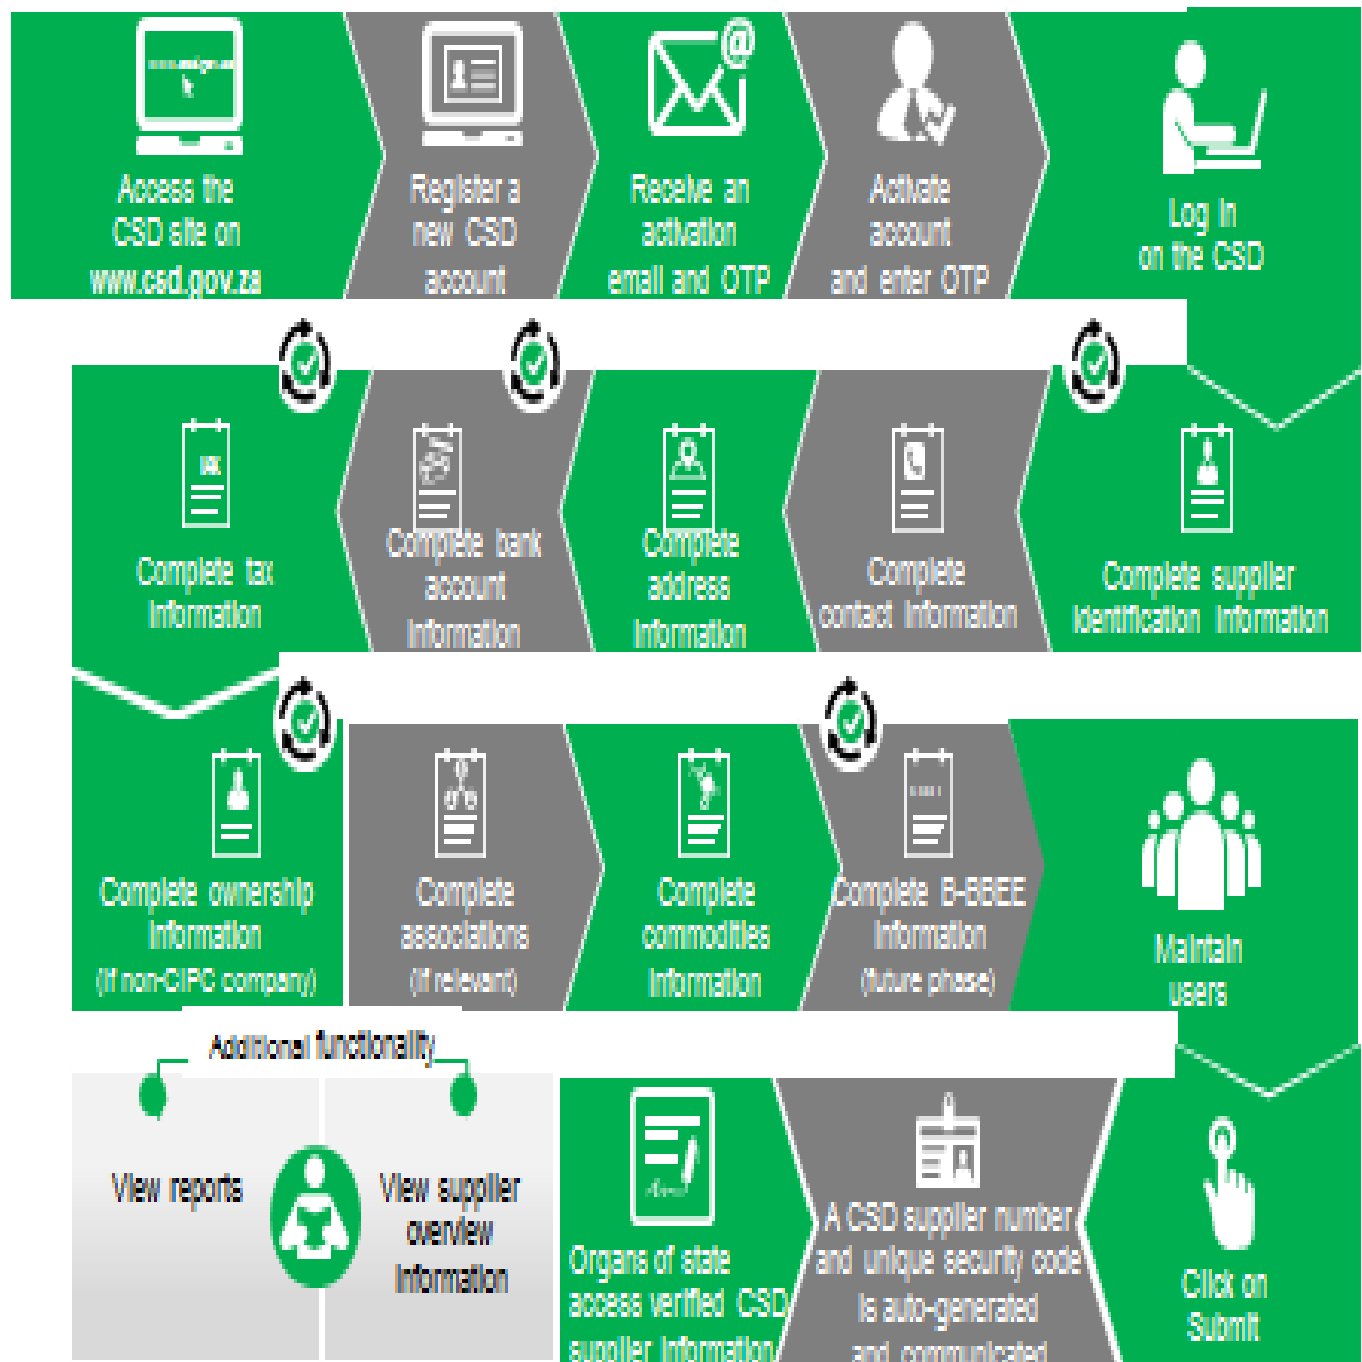 Access the
CSD site on
www.csd.gov.za
Register a
new CSD
account
Receive an
activation
email and OTP
Activate
account
and enter OTP
Log in
on the CSD
TAX
Complete tax
information
Complete bank
account
information
Complete
address
information
Complete
contact information
Complete supplier
identification information
Complete ownership
information
(if non-CIPC company)
Complete
associations
(if relevant)
Complete
commodities
information
Complete B-BBEE
information
(future phase)
Maintain
users
Additional functionality
View reports
View supplier
overview
information
Organs of state
access verified CSD
supplier information
A CSD supplier number
and unique security code
is auto-generated
and communicated
Click on
Submit